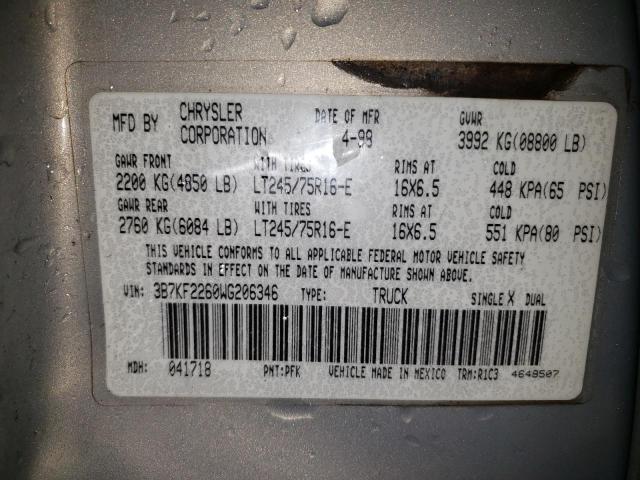 MFD BY CHRYSLER CORPORATION DATE OF MFR 4-98 GVWR 3992 KG(08800 LB)
GAWR FRONT WITH TIRES RIMS AT COLD
2200 KG(4850 LB) LT245/75R16-E 16X6.5 448 KPA(65 PSI)
GAWR REAR WITH TIRES RIMS AT COLD
2760 KG(6084 LB) LT245/75R16-E 16X6.5 551 KPA(80 PSI)
THIS VEHICLE CONFORMS TO ALL APPLICABLE FEDERAL MOTOR VEHICLE SAFETY
STANDARDS IN EFFECT ON THE DATE OF MANUFACTURE SHOWN ABOVE.
VIN: 3B7KF2260WG206346 TYPE: TRUCK SINGLE X DUAL
MDH: 041718 PNT:PFK VEHICLE MADE IN MEXICO TRM:R1C3 4648507